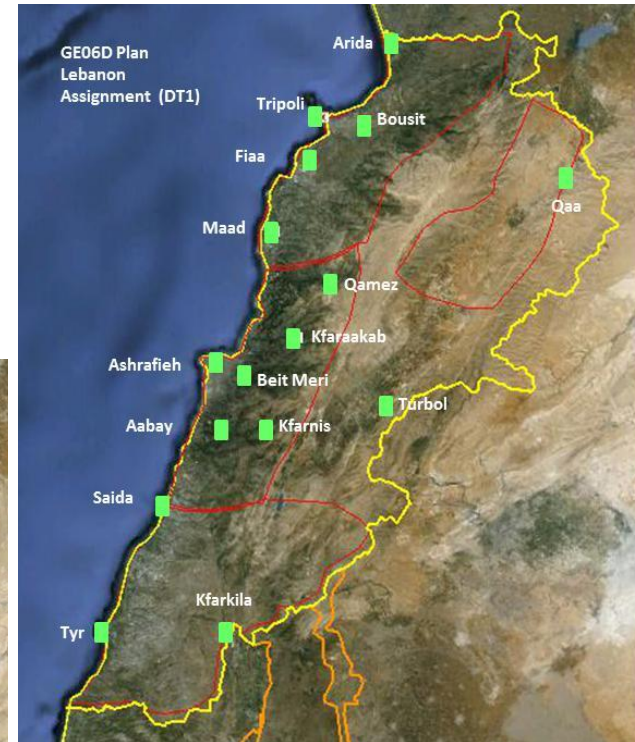 GE06D Plan
Lebanon
Assignment (DT1)
Arida
Tripoli
Bousit
Fiaa
Qaa
Maad
Qamez
Kfaraakab
Ashrafieh
Beit Meri
Turbol
Aabay
Kfarnis
Saida
Kfarkila
Tyr